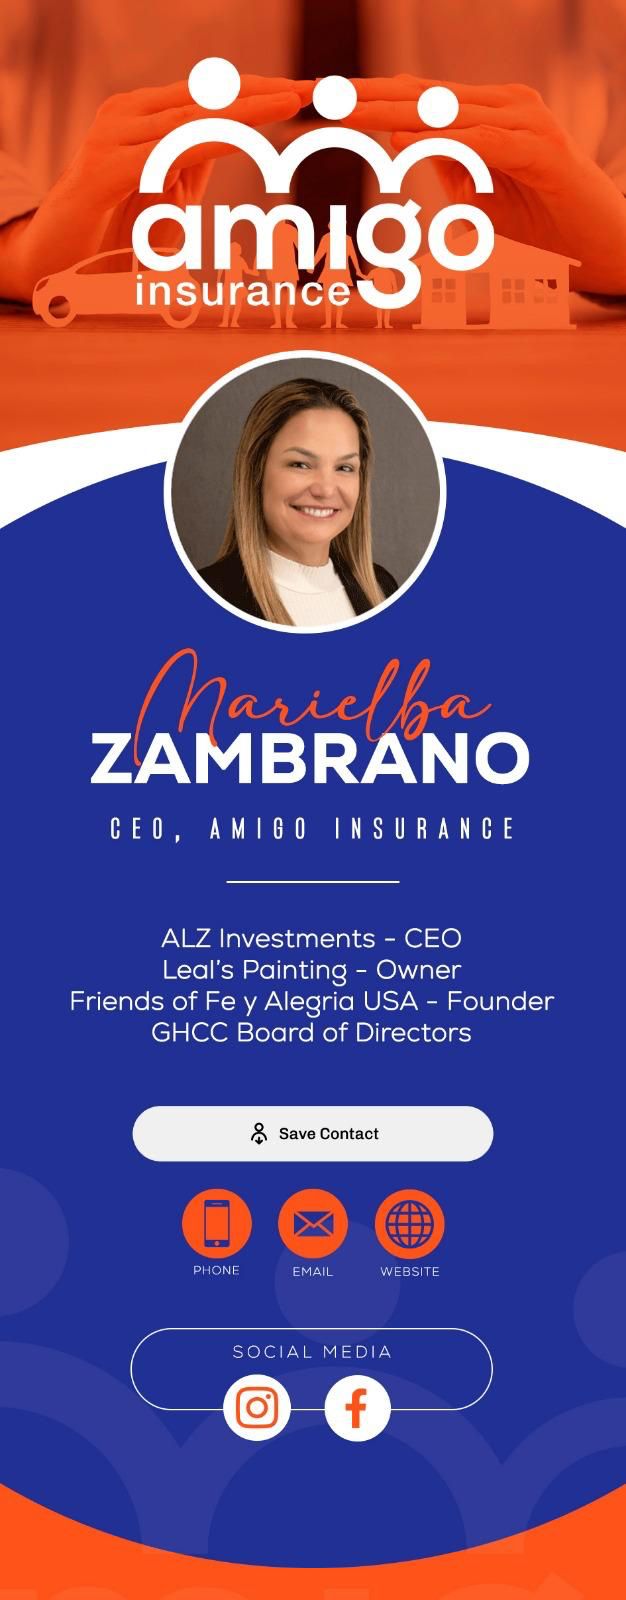 amigo
insurance
Marielba
ZAMBRANO
CEO, AMIGO INSURANCE
ALZ Investments - CEO
Leal's Painting - Owner
Friends of Fe y Alegria USA - Founder
GHCC Board of Directors
Save Contact
PHONE EMAIL WEBSITE
SOCIAL MEDIA